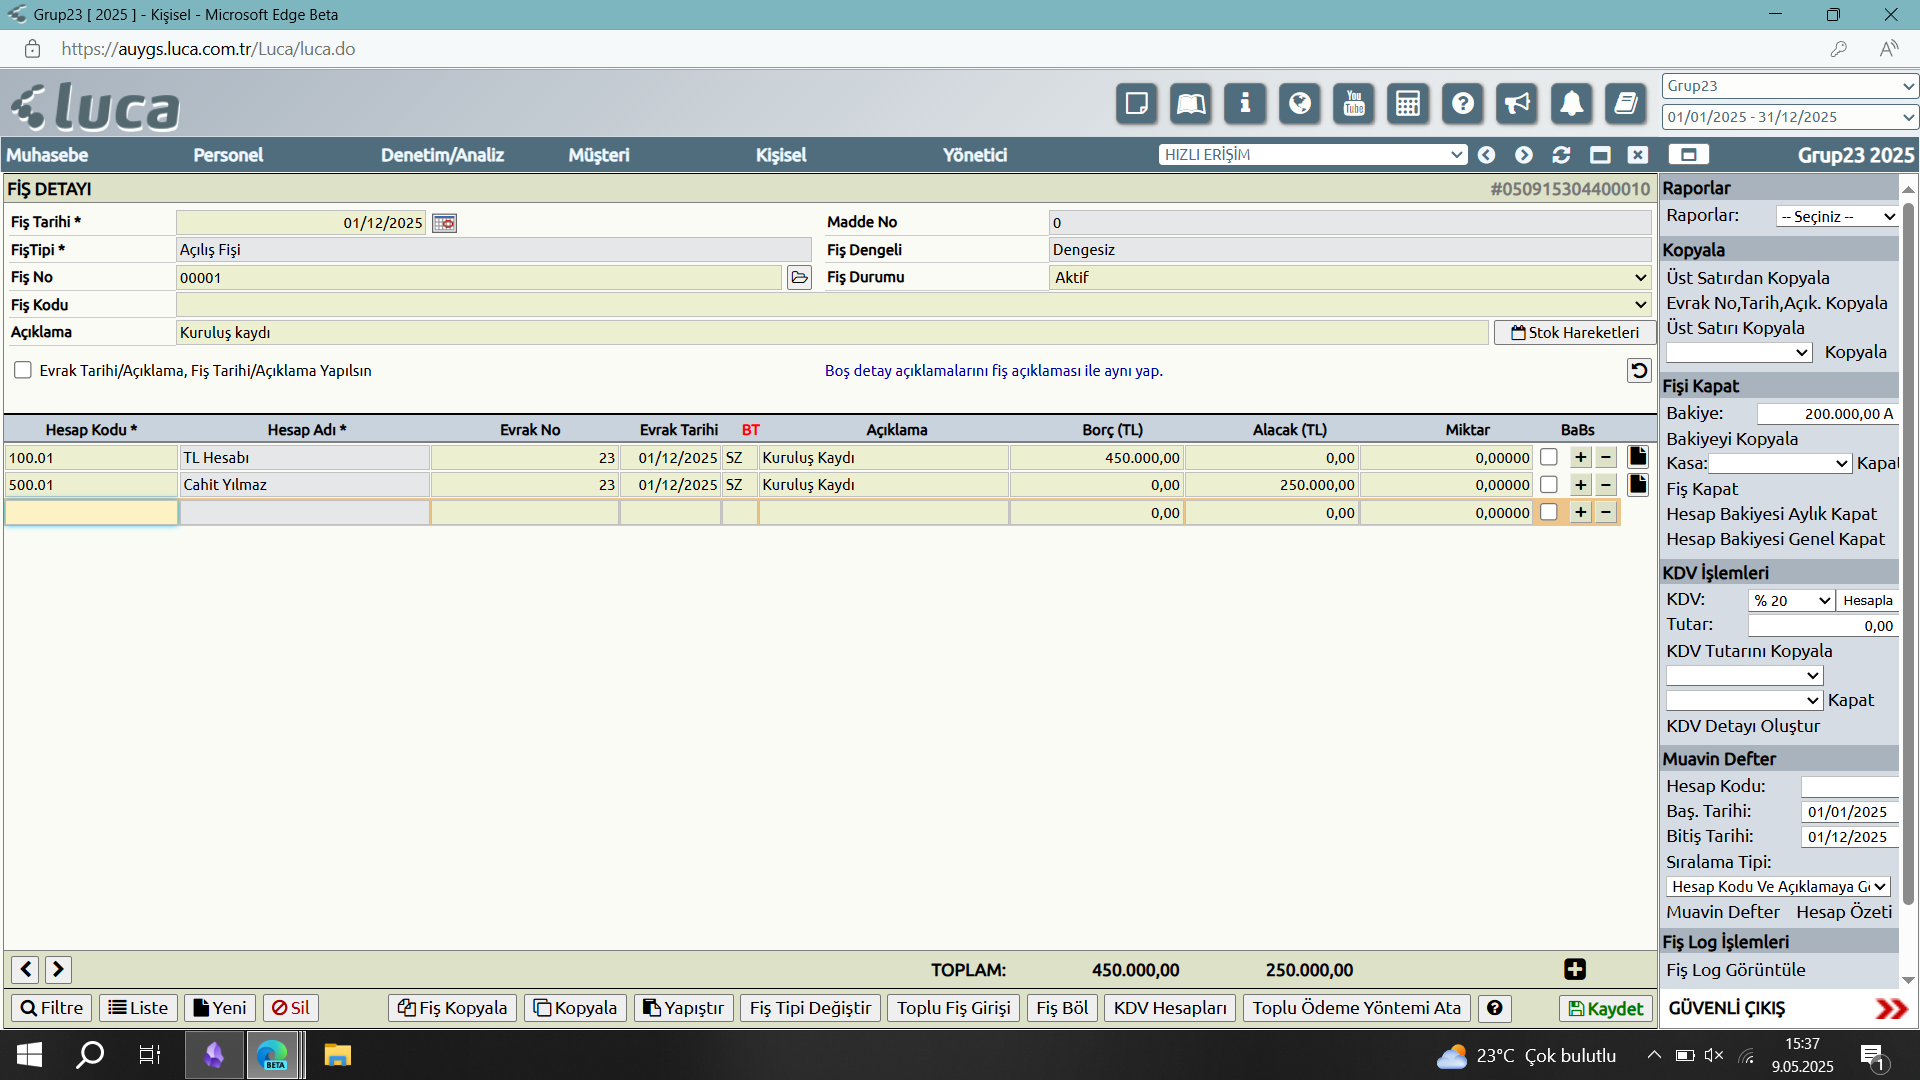 Grup23 [ 2025 ] - Kişisel - Microsoft Edge Beta
https://auygs.luca.com.tr/Luca/luca.do
luca
You Tube
Grup23
01/01/2025 - 31/12/2025
Muhasebe Personel Denetim/Analiz Müşteri Kişisel Yönetici HIZLI ERİŞİM Grup23 2025
FİŞ DETAYI #050915304400010
Fiş Tarihi * 01/12/2025 Madde No 0
FişTipi * Açılış Fişi Fiş Dengeli Dengesiz
Fiş No 00001 Fiş Durumu Aktif
Fiş Kodu
Açıklama Kuruluş kaydı Stok Hareketleri
Evrak Tarihi/Açıklama, Fiş Tarihi/Açıklama Yapılsın Boş detay açıklamalarını fiş açıklaması ile aynı yap.
Hesap Kodu * Hesap Adı * Evrak No Evrak Tarihi BT Açıklama Borç (TL) Alacak (TL) Miktar BaBs
100.01 TL Hesabı 23 01/12/2025 SZ Kuruluş Kaydı 450.000,00 0,00 0,00000 + −
500.01 Cahit Yılmaz 23 01/12/2025 SZ Kuruluş Kaydı 0,00 250.000,00 0,00000 + −
0,00 0,00 0,00000 + −
TOPLAM: 450.000,00 250.000,00
Filtre Liste Yeni Sil Fiş Kopyala Kopyala Yapıştır Fiş Tipi Değiştir Toplu Fiş Girişi Fiş Böl KDV Hesapları Toplu Ödeme Yöntemi Ata Kaydet
Raporlar
Raporlar: -- Seçiniz --
Kopyala
Üst Satırdan Kopyala
Evrak No,Tarih,Açık. Kopyala
Üst Satırı Kopyala
Kopyala
Fişi Kapat
Bakiye: 200.000,00 A
Bakiyeyi Kopyala
Kasa: Kapat
Fiş Kapat
Hesap Bakiyesi Aylık Kapat
Hesap Bakiyesi Genel Kapat
KDV İşlemleri
KDV: % 20 Hesapla
Tutar: 0,00
KDV Tutarını Kopyala
Kapat
KDV Detayı Oluştur
Muavin Defter
Hesap Kodu:
Baş. Tarihi: 01/01/2025
Bitiş Tarihi: 01/12/2025
Sıralama Tipi:
Hesap Kodu Ve Açıklamaya G
Muavin Defter Hesap Özeti
Fiş Log İşlemleri
Fiş Log Görüntüle
GÜVENLİ ÇIKIŞ
BETA
23°C Çok bulutlu
15:37
9.05.2025
1